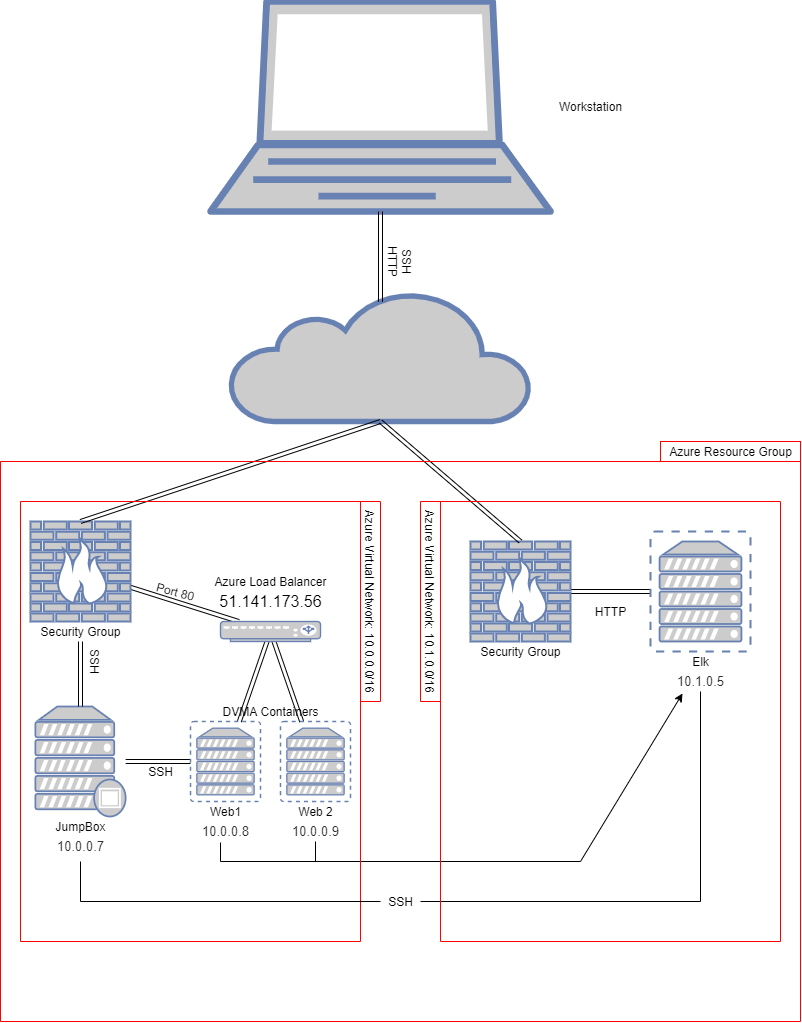 Workstation
SSH
HTTP
Azure Resource Group
Azure Virtual Network: 10.0.0.0/16
Azure Virtual Network: 10.1.0.0/16
Security Group
Port 80
Azure Load Balancer
51.141.173.56
SSH
DVMA Containers
JumpBox
10.0.0.7
SSH
Web1
10.0.0.8
Web 2
10.0.0.9
Security Group
HTTP
Elk
10.1.0.5
SSH